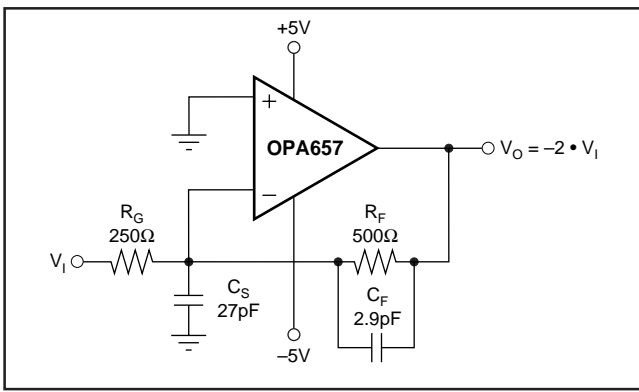 +5V
+
OPA657
−
V_O = −2 • V_I
R_G
250Ω
R_F
500Ω
V_I
C_S
27pF
C_F
2.9pF
−5V